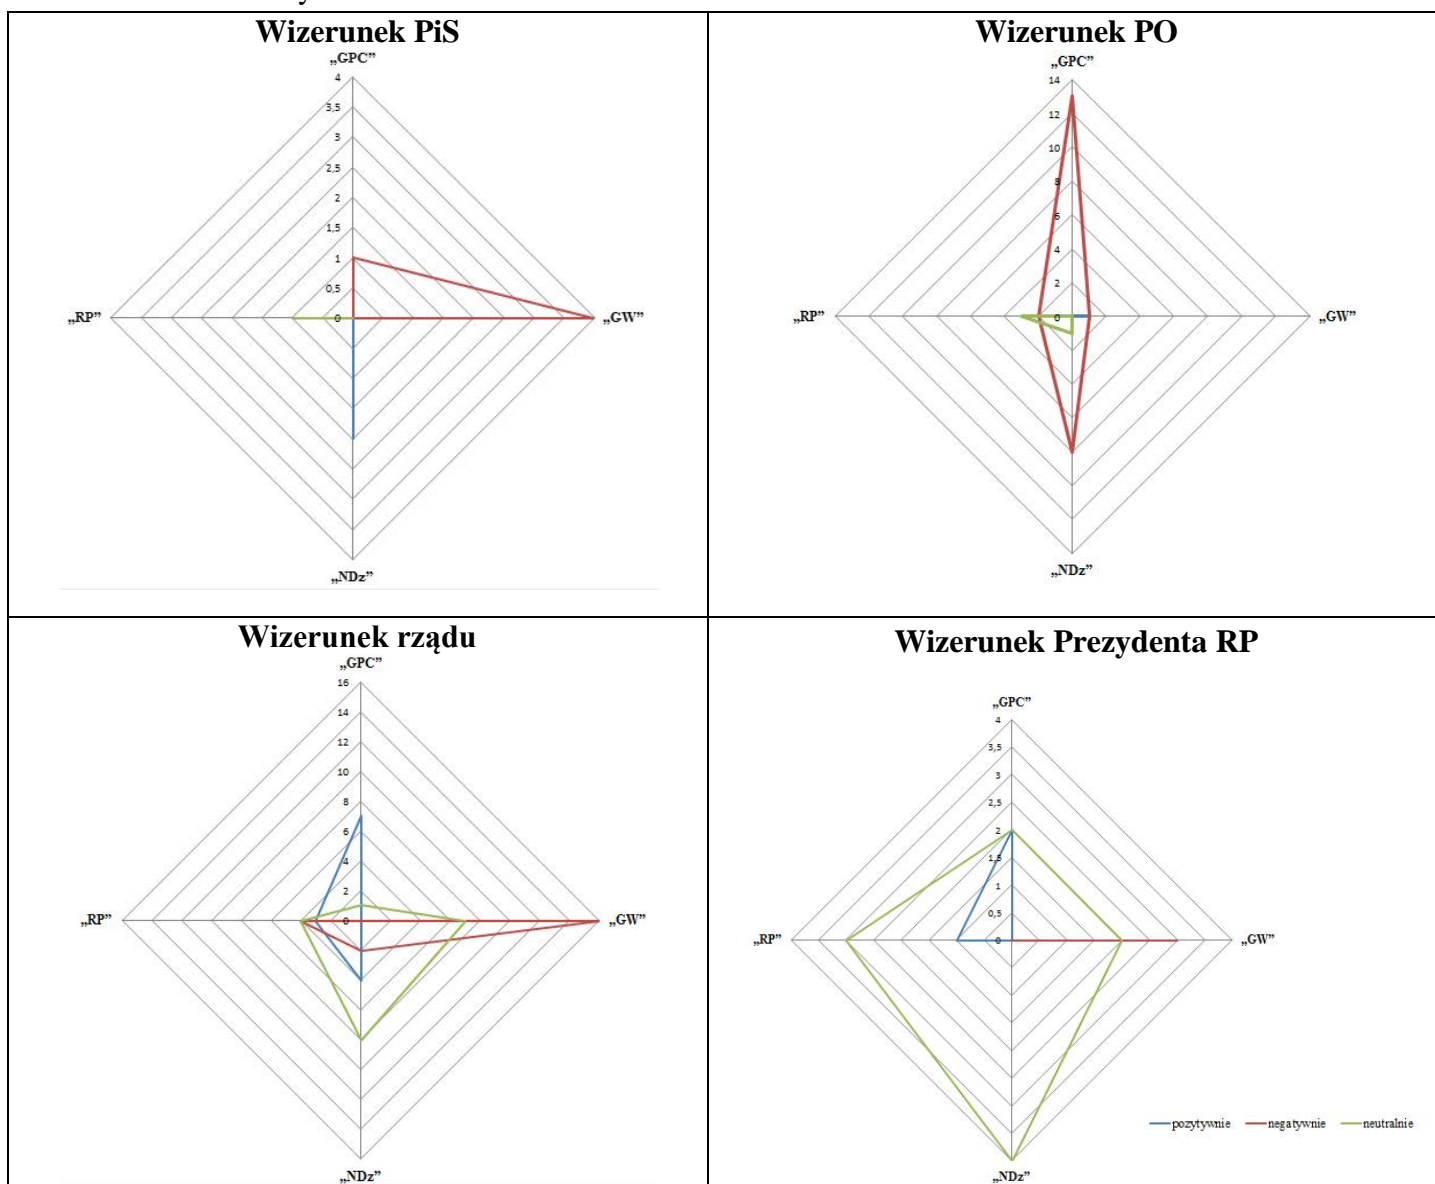 Wizerunek PiS
„GPC”
4
3,5
3
2,5
2
1,5
1
0,5
0
„RP”
„GW”
„NDz”
Wizerunek PO
„GPC”
14
12
10
8
6
4
2
0
„RP”
„GW”
„NDz”
Wizerunek rządu
„GPC”
16
14
12
10
8
6
4
2
0
„RP”
„GW”
„NDz”
Wizerunek Prezydenta RP
„GPC”
4
3,5
3
2,5
2
1,5
1
0,5
0
„RP”
„GW”
pozytywnie negatywnie neutralnie
„NDz”